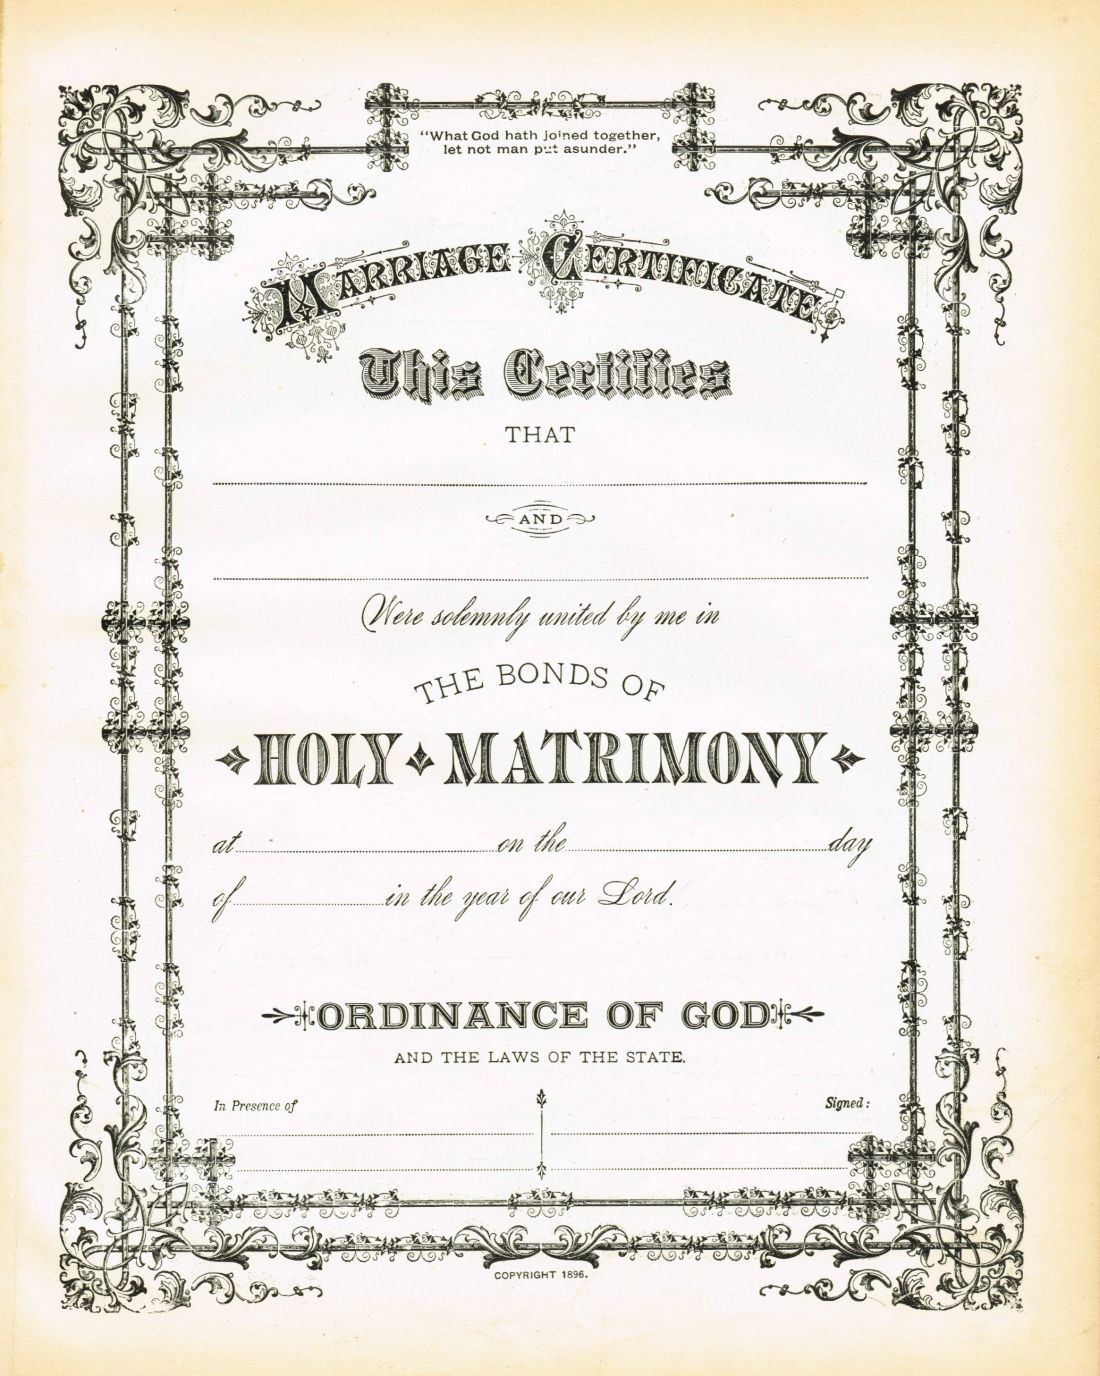 "What God hath joined together,
let not man put asunder."
MARRIAGE CERTIFICATE
This Certifies
THAT
AND
Were solemnly united by me in
THE BONDS OF
HOLY MATRIMONY
at on the day
of in the year of our Lord.
ORDINANCE OF GOD
AND THE LAWS OF THE STATE.
In Presence of Signed:
COPYRIGHT 1896.